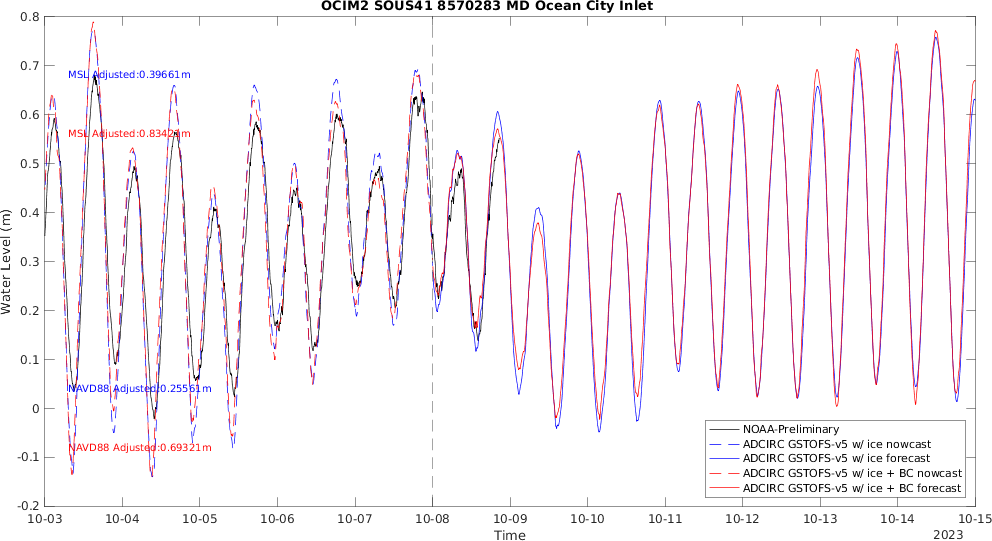 OCIM2 SOUS41 8570283 MD Ocean City Inlet
0.8
0.7
0.6
0.5
0.4
0.3
0.2
0.1
0
-0.1
-0.2
Water Level (m)
MSL Adjusted:0.39661m
MSL Adjusted:0.83421m
NAVD88 Adjusted:0.25561m
NAVD88 Adjusted:0.69321m
NOAA-Preliminary
ADCIRC GSTOFS-v5 w/ ice nowcast
ADCIRC GSTOFS-v5 w/ ice forecast
ADCIRC GSTOFS-v5 w/ ice + BC nowcast
ADCIRC GSTOFS-v5 w/ ice + BC forecast
10-03 10-04 10-05 10-06 10-07 10-08 10-09 10-10 10-11 10-12 10-13 10-14 10-15
Time
2023